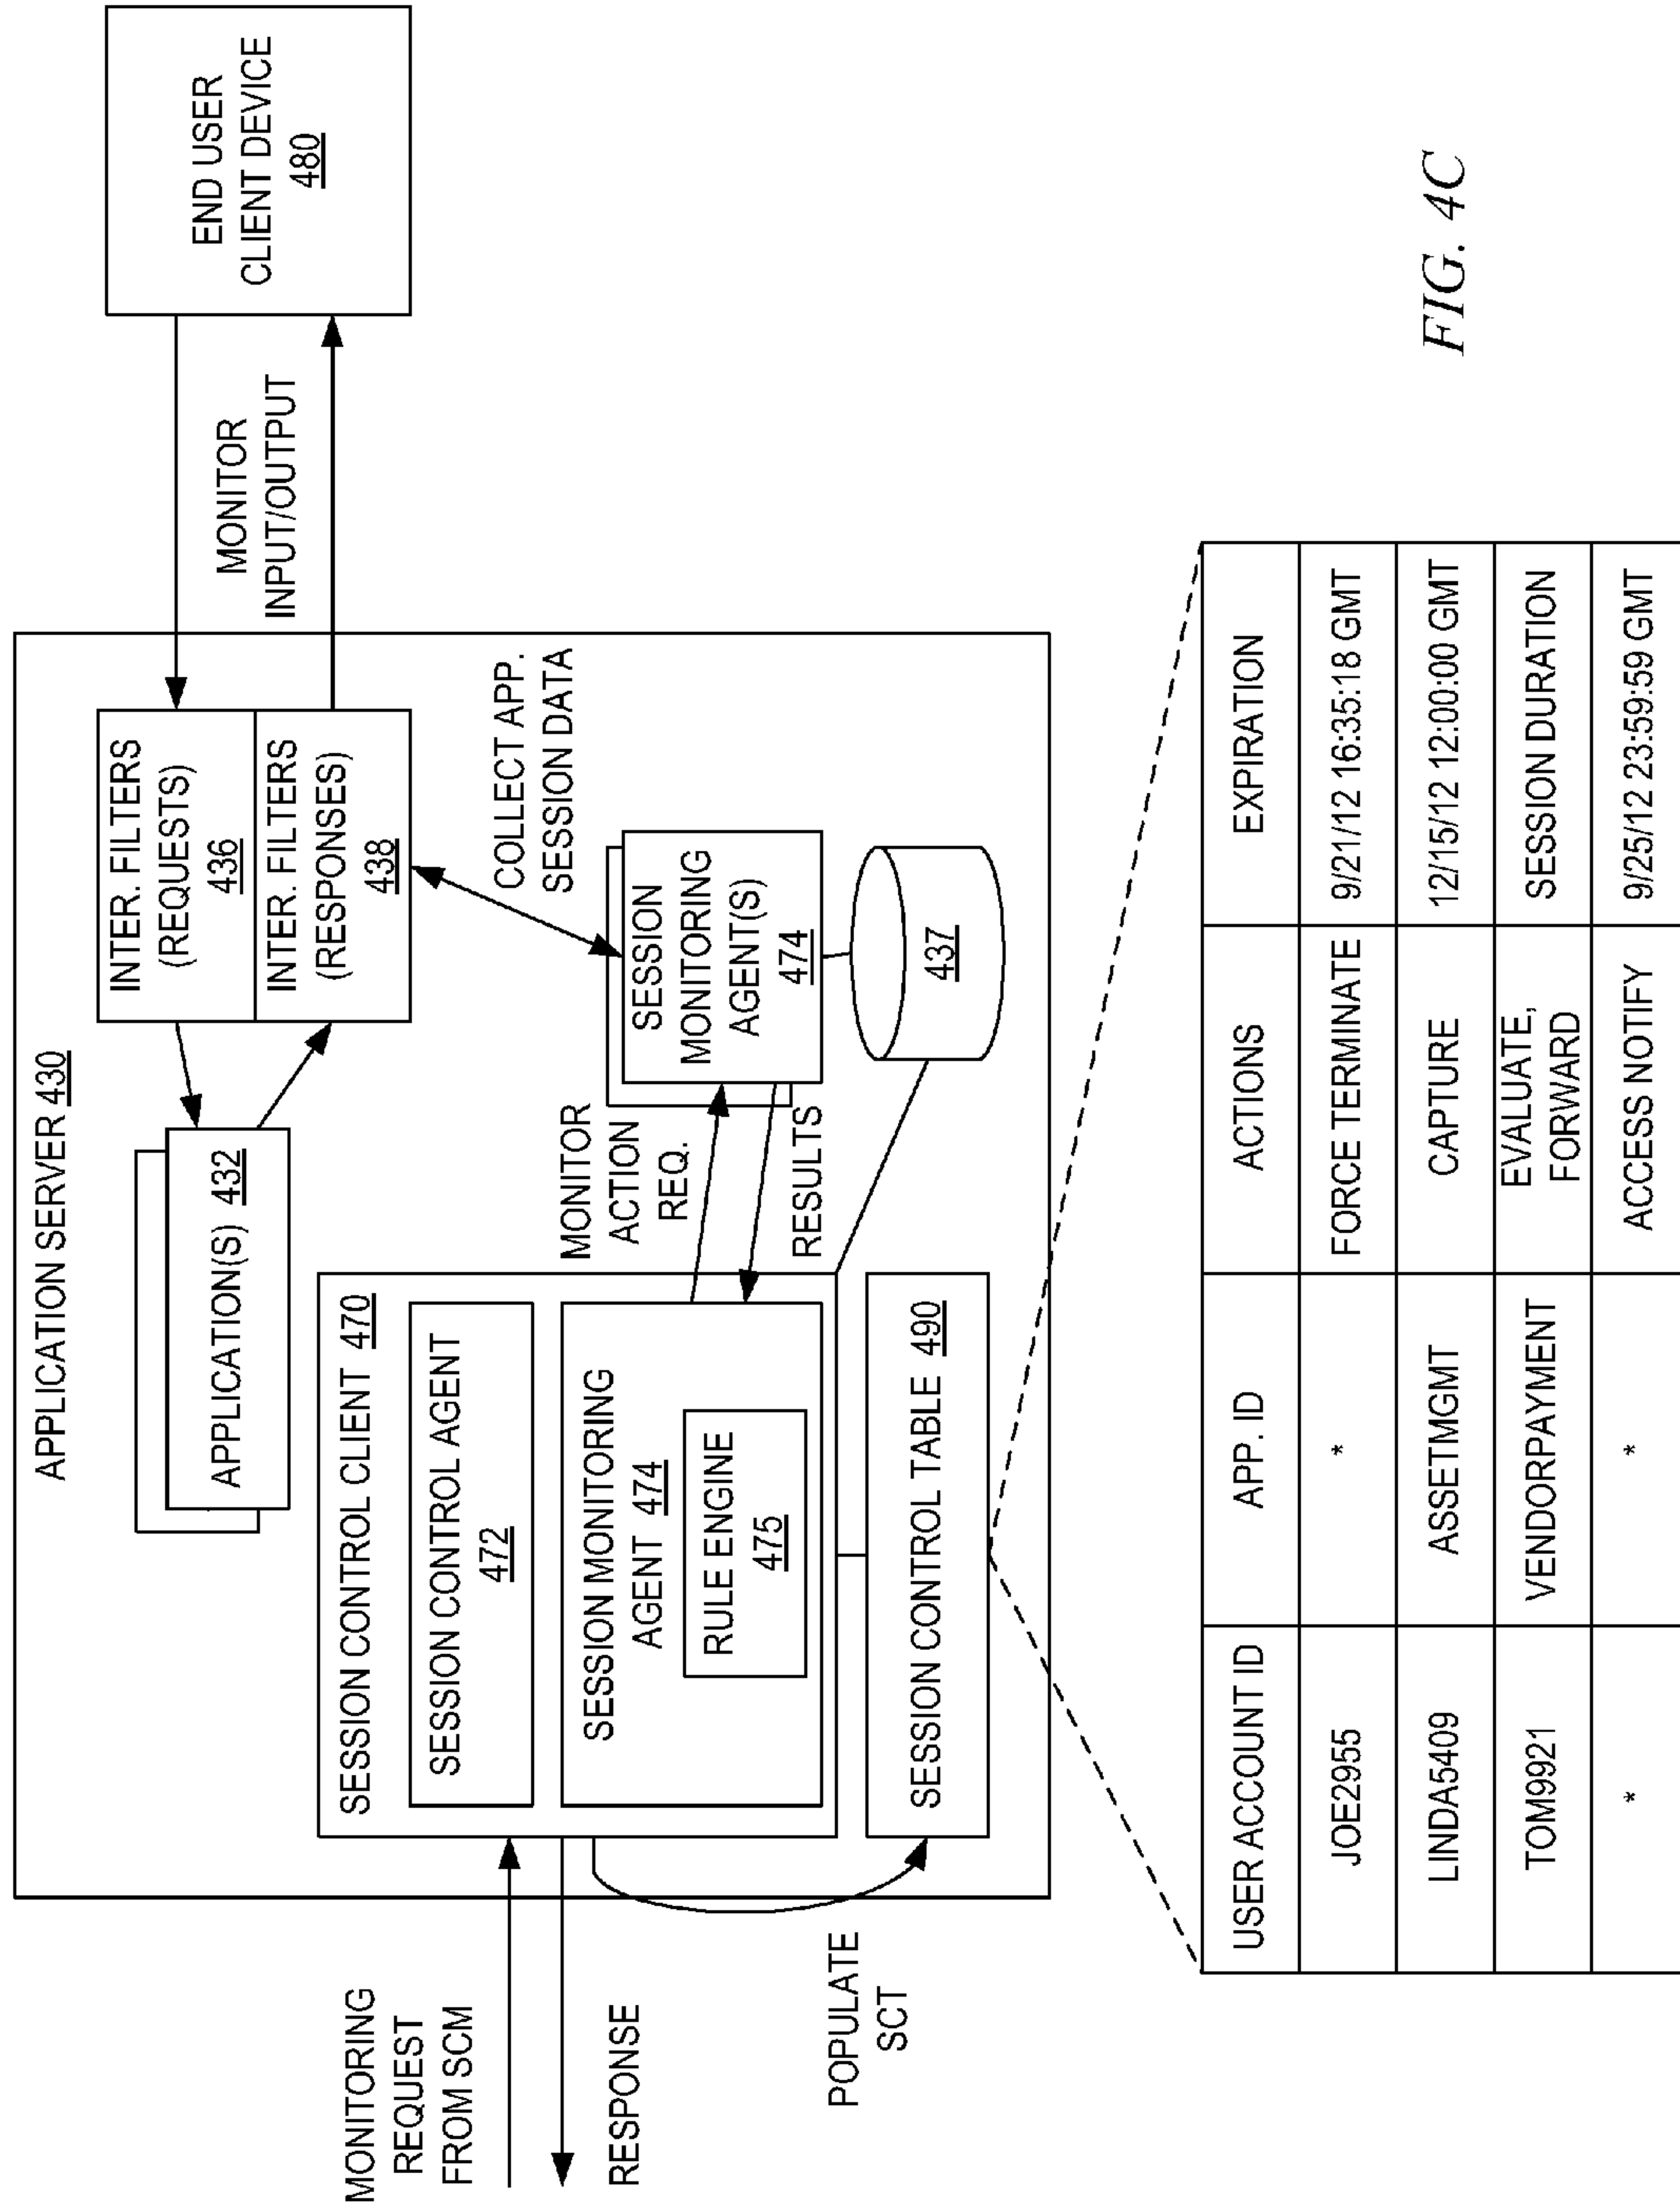 APPLICATION SERVER 430
APPLICATION(S) 432
INTER. FILTERS
(REQUESTS)
436
INTER. FILTERS
(RESPONSES)
438
END USER
CLIENT DEVICE
480
MONITOR
INPUT/OUTPUT
MONITORING
REQUEST
FROM SCM
RESPONSE
SESSION CONTROL CLIENT 470
SESSION CONTROL AGENT
472
SESSION MONITORING
AGENT 474
RULE ENGINE
475
MONITOR
ACTION
REQ.
RESULTS
COLLECT APP.
SESSION DATA
SESSION
MONITORING
AGENT(S)
474
437
POPULATE
SCT
SESSION CONTROL TABLE 490
USER ACCOUNT ID APP. ID ACTIONS EXPIRATION
JOE2955 * FORCE TERMINATE 9/21/12 16:35:18 GMT
LINDA5409 ASSETMGMT CAPTURE 12/15/12 12:00:00 GMT
TOM9921 VENDORPAYMENT EVALUATE, SESSION DURATION
FORWARD
* * ACCESS NOTIFY 9/25/12 23:59:59 GMT
FIG. 4C